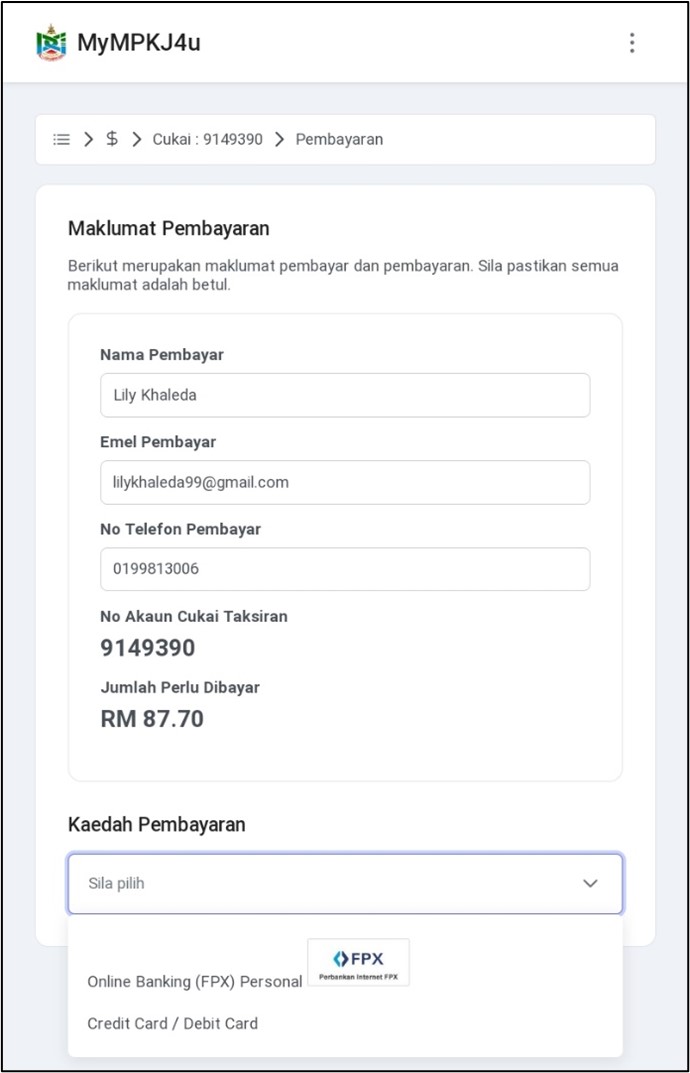 MyMPKJ4u
$ Cukai : 9149390 Pembayaran
Maklumat Pembayaran
Berikut merupakan maklumat pembayar dan pembayaran. Sila pastikan semua
maklumat adalah betul.
Nama Pembayar
Lily Khaleda
Emel Pembayar
lilykhaleda99@gmail.com
No Telefon Pembayar
0199813006
No Akaun Cukai Taksiran
9149390
Jumlah Perlu Dibayar
RM 87.70
Kaedah Pembayaran
Sila pilih
FPX
Perbankan Internet FPX
Online Banking (FPX) Personal
Credit Card / Debit Card